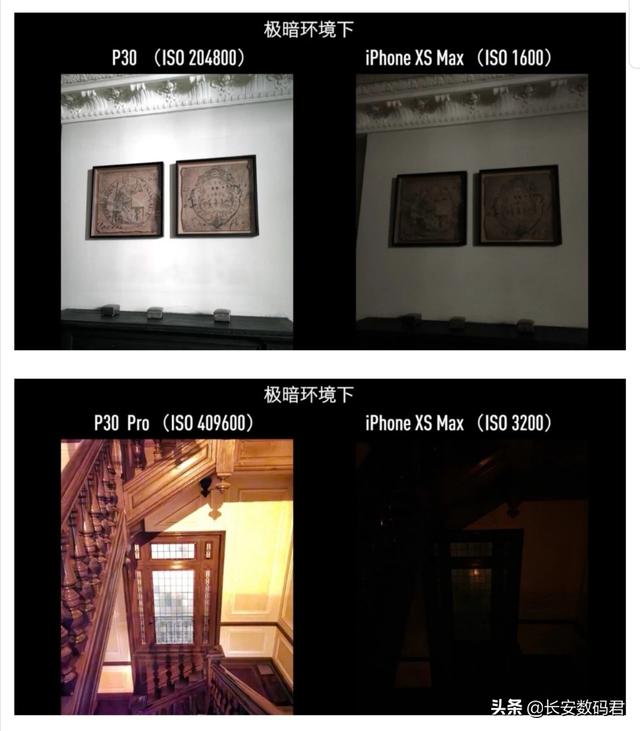 极暗环境下
P30 （ISO 204800）
iPhone XS Max （ISO 1600）
极暗环境下
P30 Pro （ISO 409600）
iPhone XS Max （ISO 3200）
头条 @长安数码君